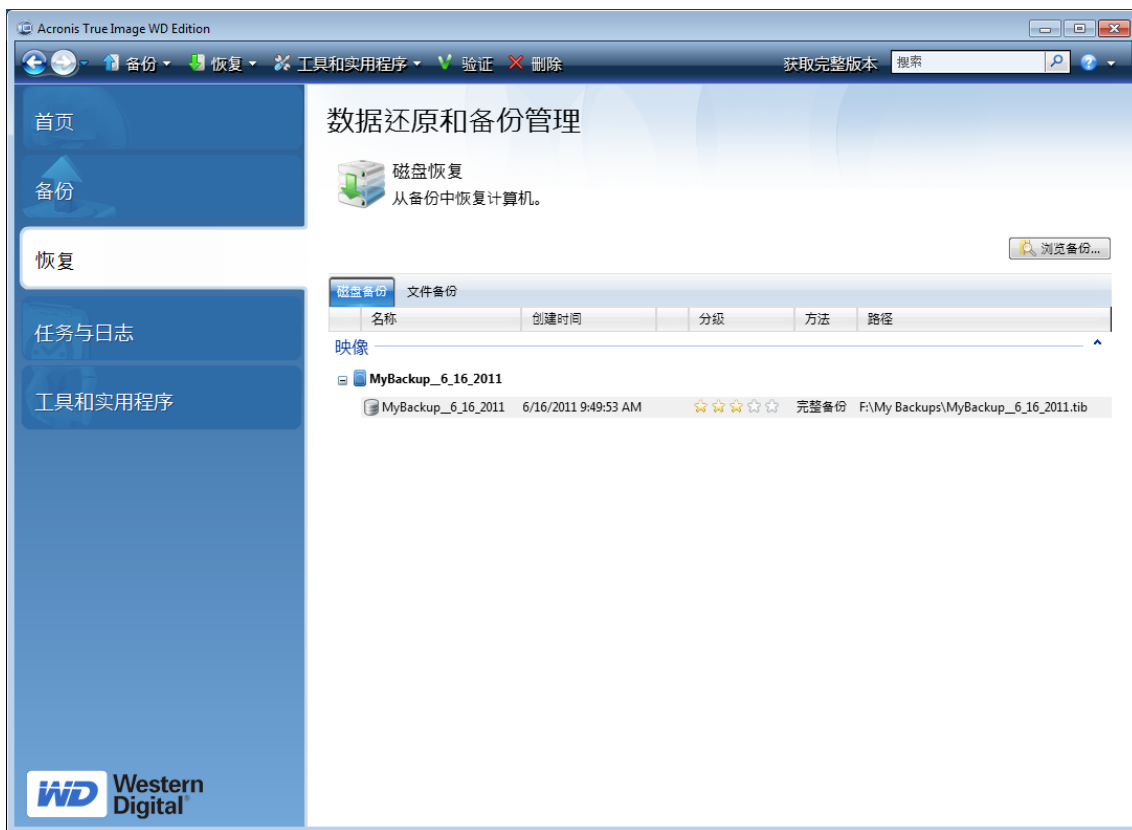 Acronis True Image WD Edition
备份 恢复 工具和实用程序 验证 删除 获取完整版本 搜索
首页
备份
恢复
任务与日志
工具和实用程序
数据还原和备份管理
磁盘恢复
从备份中恢复计算机。
浏览备份...
磁盘备份 文件备份
名称 创建时间 分级 方法 路径
映像
MyBackup__6_16_2011
MyBackup__6_16_2011 6/16/2011 9:49:53 AM 完整备份 F:\My Backups\MyBackup__6_16_2011.tib
WD Western
Digital®